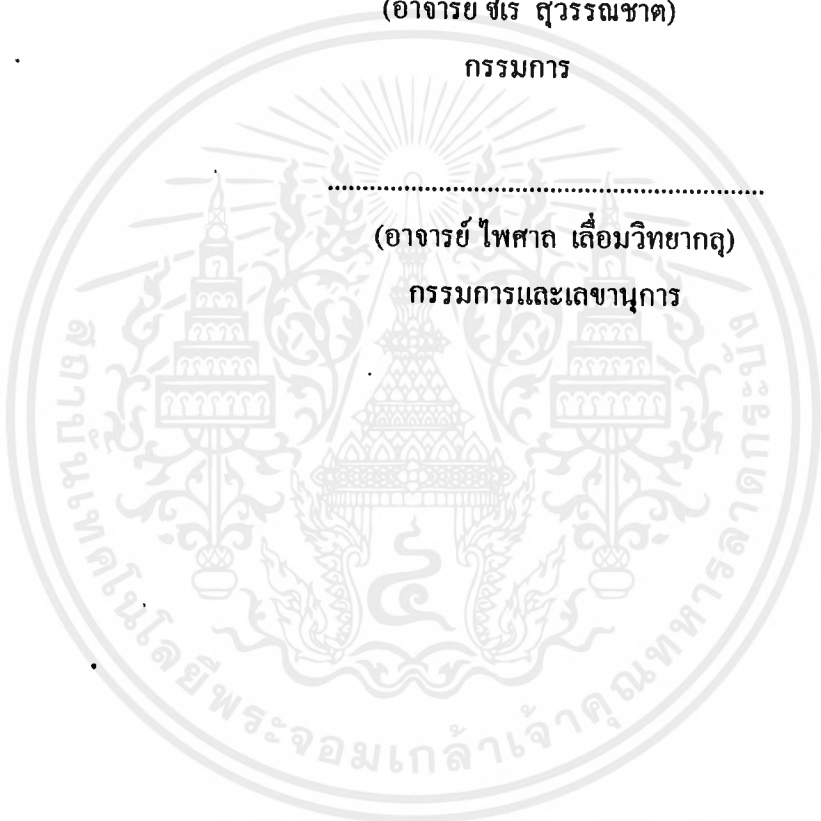 (อาจารย์ ชเร สุวรรณชาต)
กรรมการ
(อาจารย์ ไพศาล เลื่อมวิทยากุล)
กรรมการและเลขานุการ
สถาบันเทคโนโลยีพระจอมเกล้าเจ้าคุณทหารลาดกระบัง